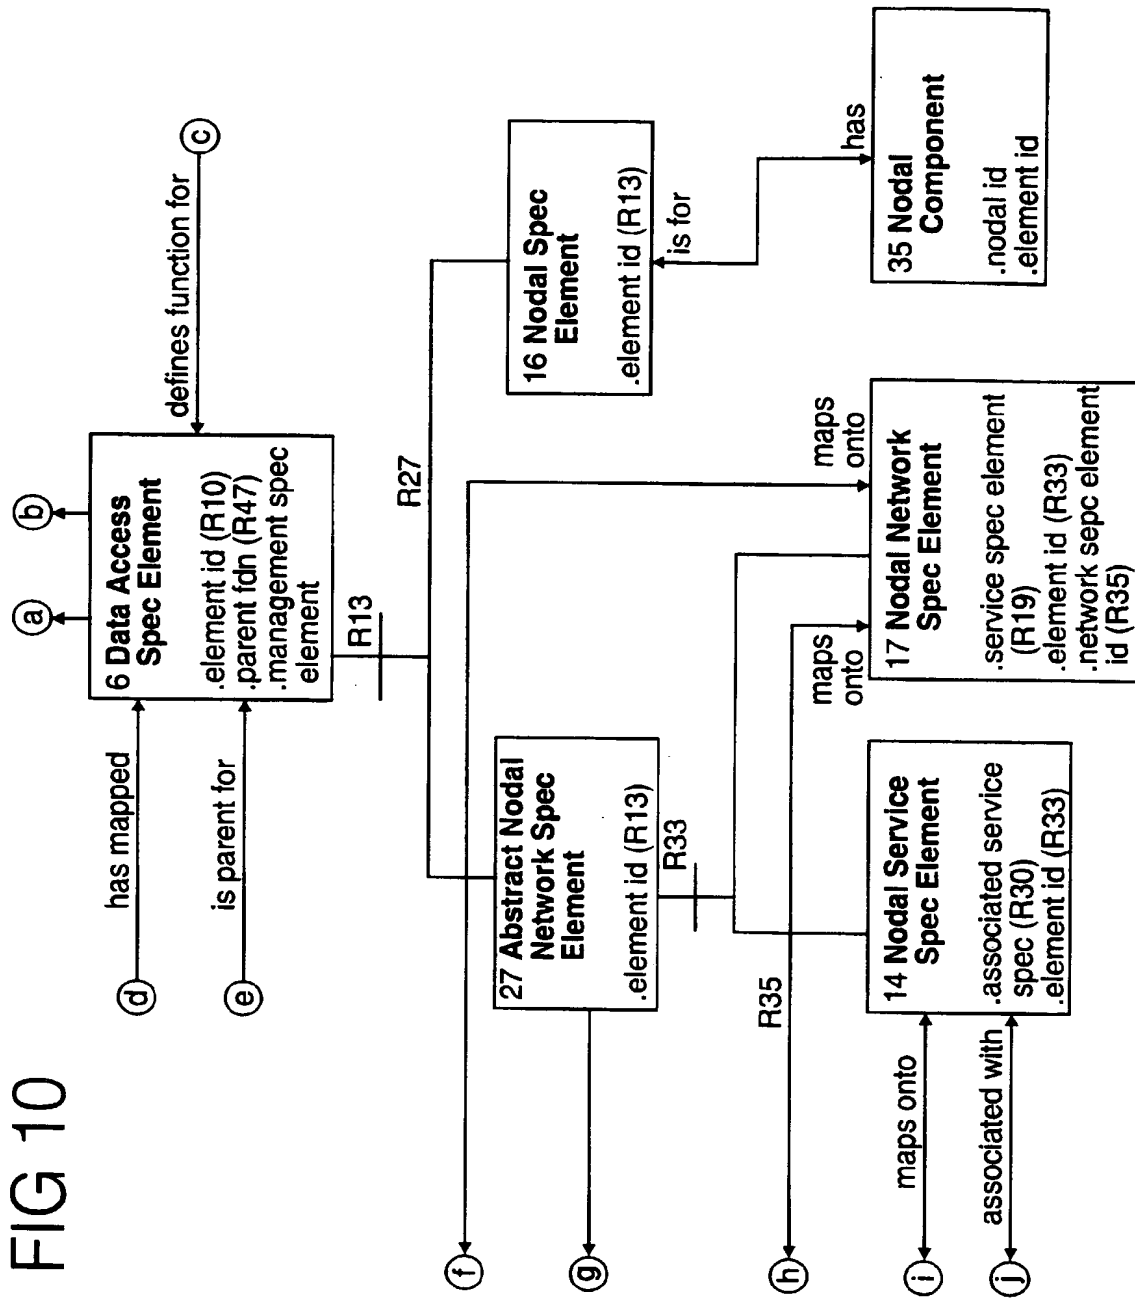 FIG 10
a
b
d
has mapped
e
is parent for
6 Data Access
Spec Element
.element id (R10)
.parent fdn (R47)
.management spec
element
defines function for
c
R13
R27
f
g
27 Abstract Nodal
Network Spec
Element
.element id (R13)
16 Nodal Spec
Element
.element id (R13)
is for
has
R33
R35
h
maps
onto
maps
onto
i
maps onto
j
associated with
14 Nodal Service
Spec Element
.associated service
spec (R30)
.element id (R33)
17 Nodal Network
Spec Element
.service spec element
(R19)
.element id (R33)
.network sepc element
id (R35)
35 Nodal
Component
.nodal id
.element id